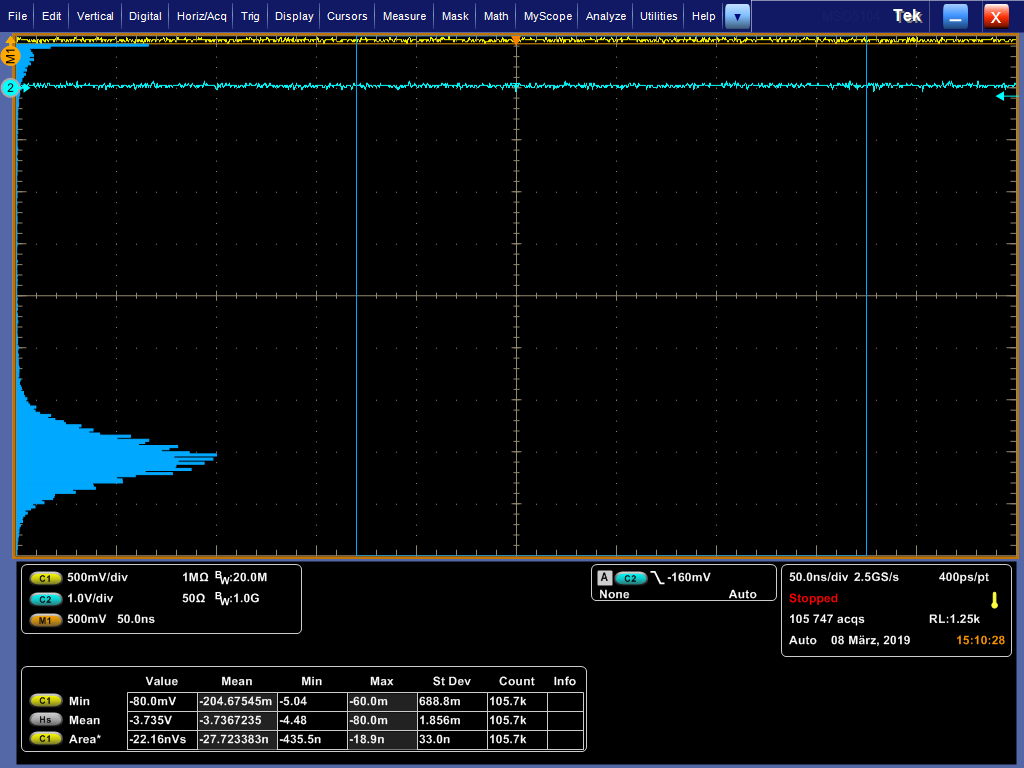 File Edit Vertical Digital Horiz/Acq Trig Display Cursors Measure Mask Math MyScope Analyze Utilities Help Tek X
M1
2
C1 500mV/div 1MΩ BW:20.0M
C2 1.0V/div 50Ω BW:1.0G
M1 500mV 50.0ns
A C2 -160mV
None Auto
50.0ns/div 2.5GS/s 400ps/pt
Stopped
105 747 acqs RL:1.25k
Auto 08 März, 2019 15:10:28
Value Mean Min Max St Dev Count Info
C1 Min -80.0mV -204.67545m -5.04 -60.0m 688.8m 105.7k
Hs Mean -3.735V -3.7367235 -4.48 -80.0m 1.856m 105.7k
C1 Area* -22.16nVs -27.723383n -435.5n -18.9n 33.0n 105.7k